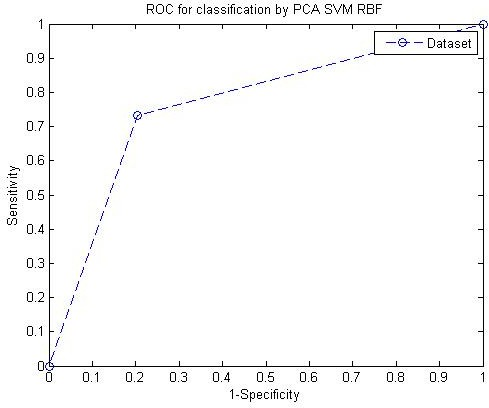 ROC for classification by PCA SVM RBF
1
0.9
0.8
0.7
0.6
0.5
0.4
0.3
0.2
0.1
0
Sensitivity
Dataset
0 0.1 0.2 0.3 0.4 0.5 0.6 0.7 0.8 0.9 1
1-Specificity